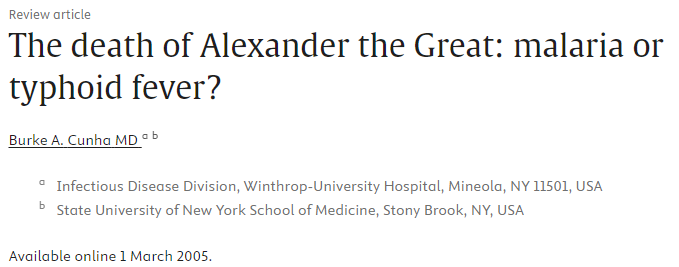 Review article
The death of Alexander the Great: malaria or
typhoid fever?
Burke A. Cunha MD a b
a Infectious Disease Division, Winthrop-University Hospital, Mineola, NY 11501, USA
b State University of New York School of Medicine, Stony Brook, NY, USA
Available online 1 March 2005.